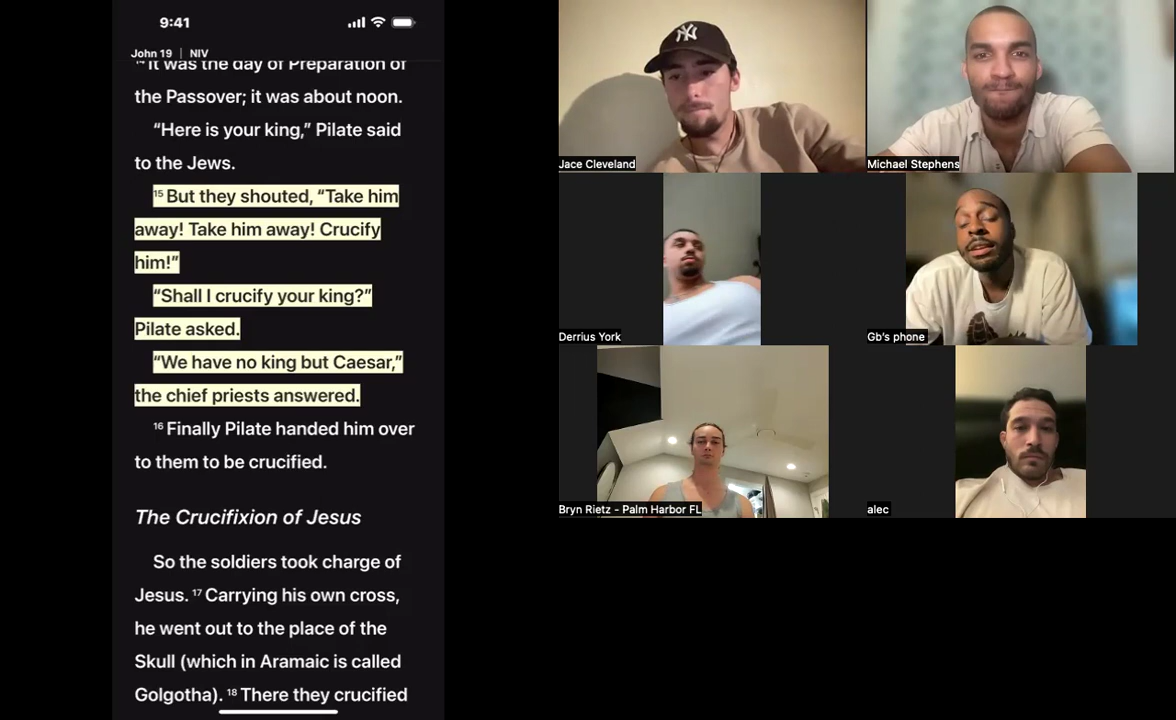 9:41
John 19 | NIV
14 It was the day of Preparation of
the Passover; it was about noon.
“Here is your king,” Pilate said
to the Jews.
15 But they shouted, “Take him
away! Take him away! Crucify
him!”
“Shall I crucify your king?”
Pilate asked.
“We have no king but Caesar,”
the chief priests answered.
16 Finally Pilate handed him over
to them to be crucified.
The Crucifixion of Jesus
So the soldiers took charge of
Jesus. 17 Carrying his own cross,
he went out to the place of the
Skull (which in Aramaic is called
Golgotha). 18 There they crucified
NY
Jace Cleveland
Michael Stephens
Derrius York
Gb's phone
Bryn Rietz - Palm Harbor FL
alec